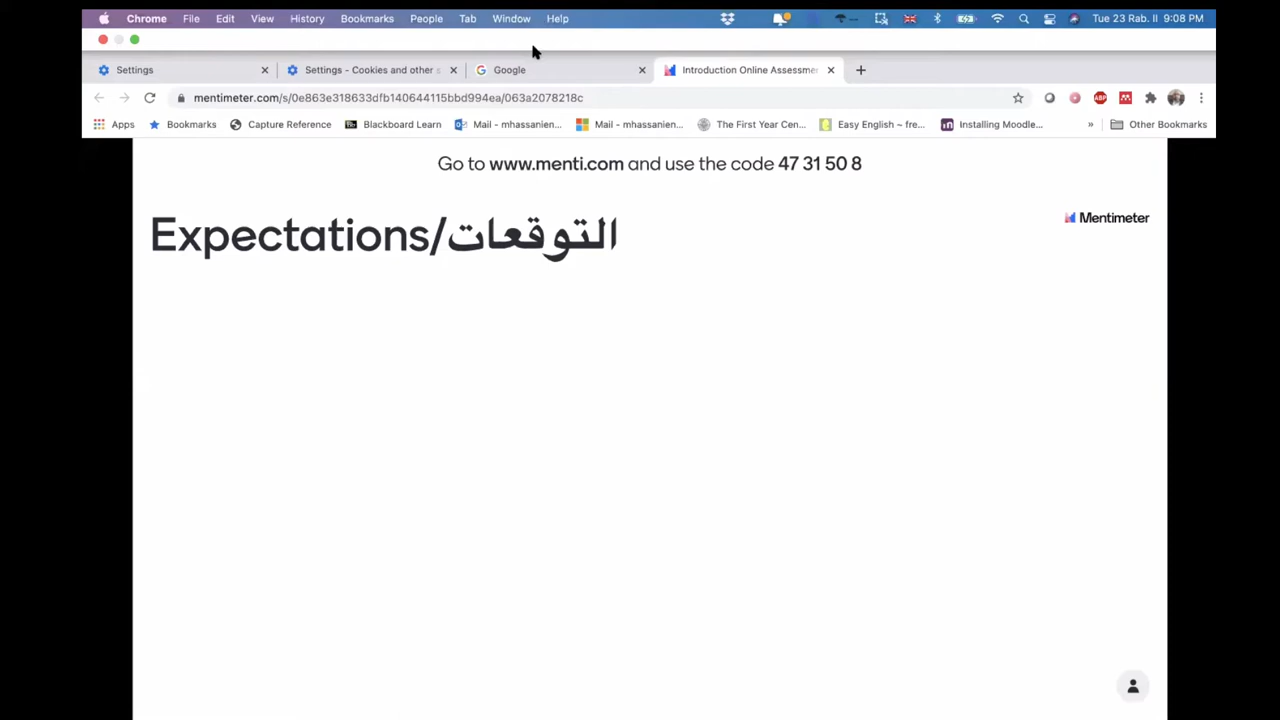 Chrome File Edit View History Bookmarks People Tab Window Help Tue 23 Rab. II 9:08 PM
Settings Settings - Cookies and other Google Introduction Online Assessmer
mentimeter.com/s/0e863e318633dfb140644115bbd994ea/063a2078218c ABP
Apps Bookmarks Capture Reference Blackboard Learn Mail - mhassanien... Mail - mhassanien... The First Year Cen... Easy English ~ fre... Installing Moodle... » Other Bookmarks
Go to www.menti.com and use the code 47 31 50 8
Mentimeter
Expectations/التوقعات